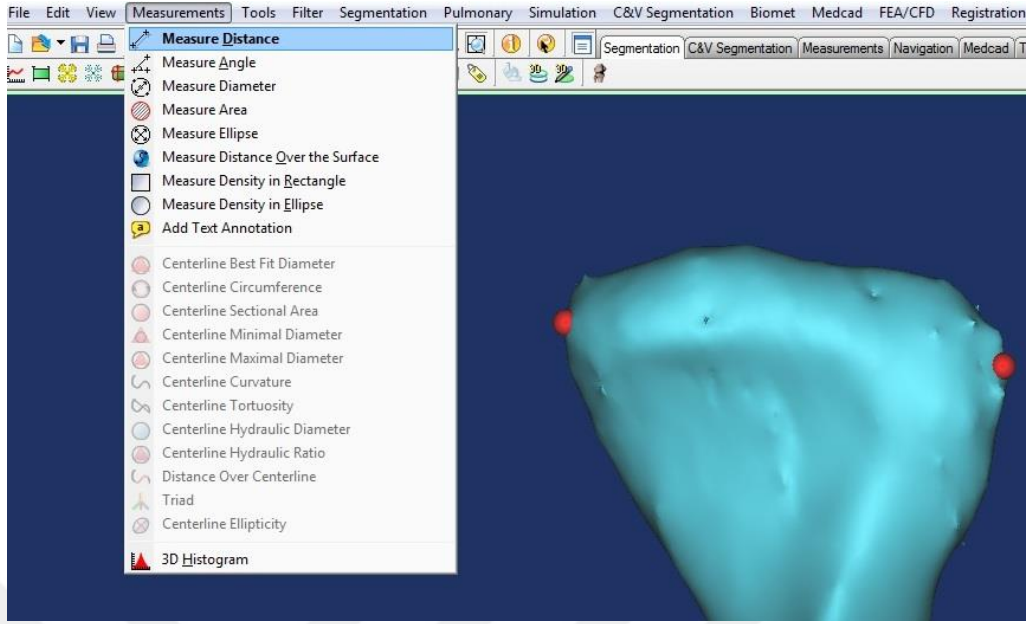 File Edit View Measurements Tools Filter Segmentation Pulmonary Simulation C&V Segmentation Biomet Medcad FEA/CFD Registration
Segmentation C&V Segmentation Measurements Navigation Medcad T
Measure Distance
Measure Angle
Measure Diameter
Measure Area
Measure Ellipse
Measure Distance Over the Surface
Measure Density in Rectangle
Measure Density in Ellipse
a Add Text Annotation
Centerline Best Fit Diameter
Centerline Circumference
Centerline Sectional Area
Centerline Minimal Diameter
Centerline Maximal Diameter
Centerline Curvature
Centerline Tortuosity
Centerline Hydraulic Diameter
Centerline Hydraulic Ratio
Distance Over Centerline
Triad
Centerline Ellipticity
3D Histogram